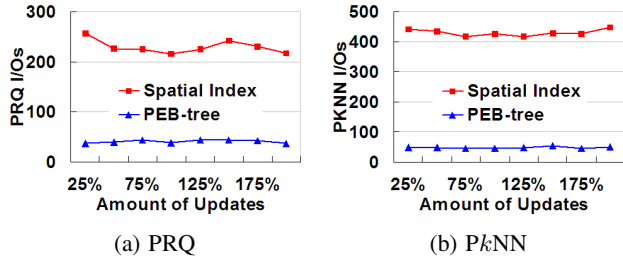 300
200
100
0
PRQ I/Os
Spatial Index
PEB-tree
25% 75% 125% 175%
Amount of Updates
(a) PRQ
500
400
300
200
100
0
PKNN I/Os
Spatial Index
PEB-tree
25% 75% 125% 175%
Amount of Updates
(b) PkNN